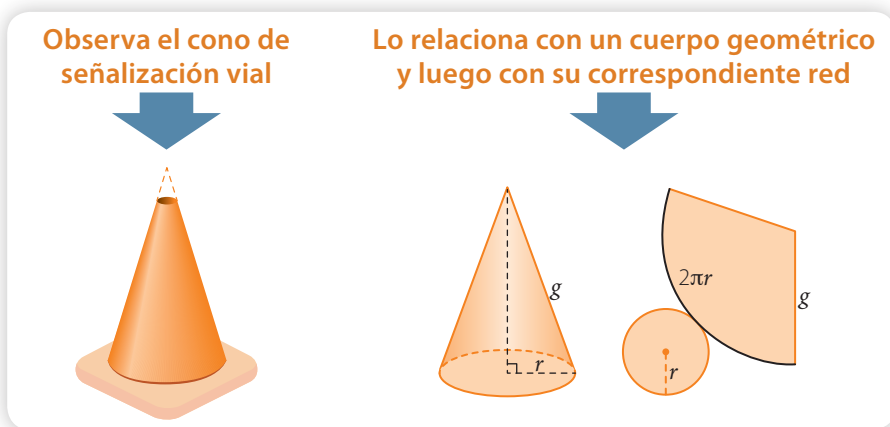 Observa el cono de
señalización vial
Lo relaciona con un cuerpo geométrico
y luego con su correspondiente red
g
r
2πr
g
r